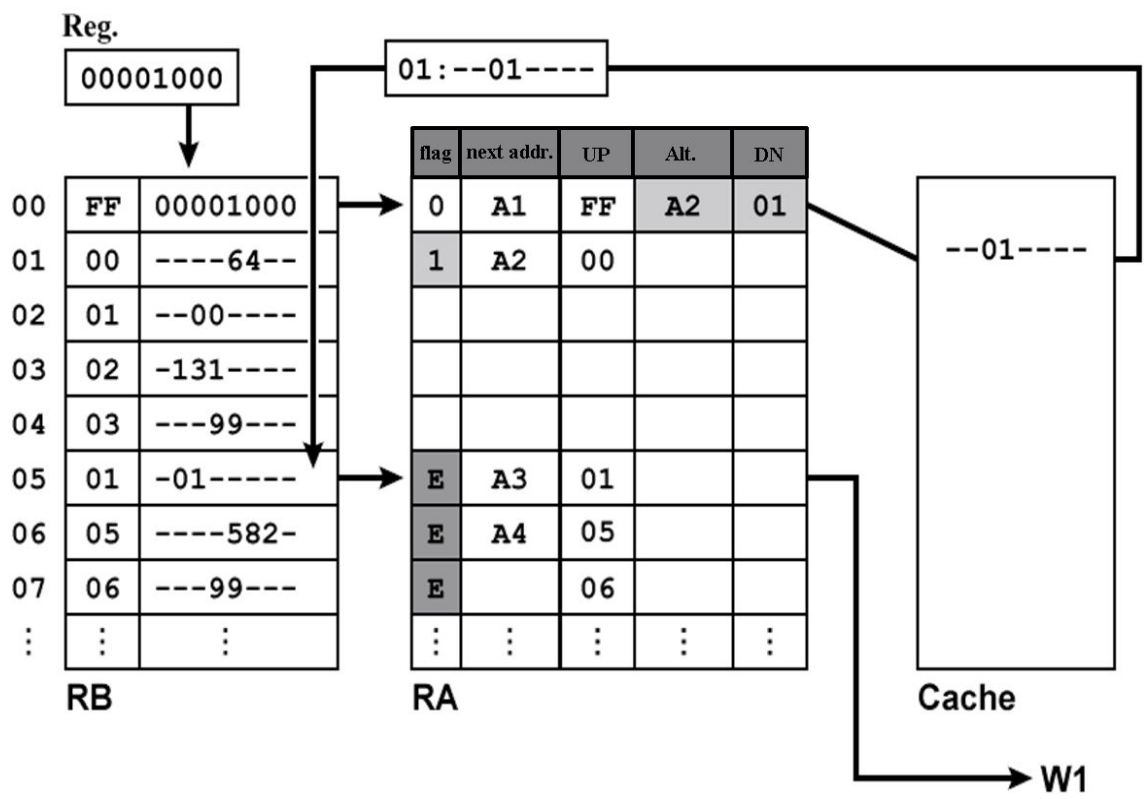 Reg.
00001000
01:--01----
flag next addr. UP Alt. DN
00 FF 00001000 0 A1 FF A2 01
01 00 ----64-- 1 A2 00
--01----
02 01 --00----
03 02 -131----
04 03 ---99---
05 01 -01----- E A3 01
06 05 ----582- E A4 05
07 06 ---99--- E 06
⋮ ⋮ ⋮ ⋮ ⋮ ⋮ ⋮ ⋮
RB RA Cache
W1